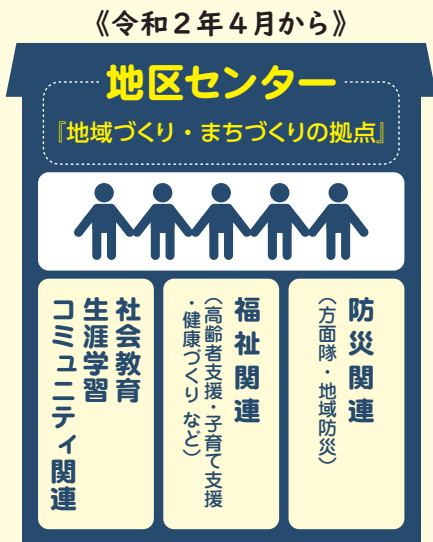 《令和２年４月から》
地区センター
『地域づくり・まちづくりの拠点』
防災関連
（方面隊・地域防災）
福祉関連
（高齢者支援・子育て支援
・健康づくり など）
社会教育
生涯学習
コミュニティ関連